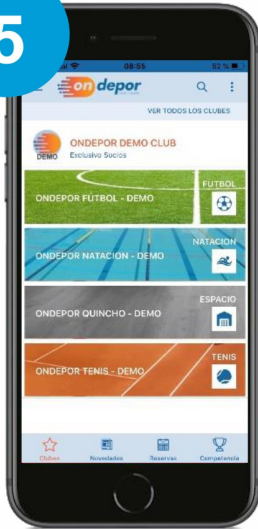 5
08:55
52 %
ondepor
VER TODOS LOS CLUBES
DEMO
ONDEPOR DEMO CLUB
Exclusivo Socios
FUTBOL
ONDEPOR FUTBOL - DEMO
NATACION
ONDEPOR NATACION - DEMO
ESPACIO
ONDEPOR QUINCHO - DEMO
TENIS
ONDEPOR TENIS - DEMO
Clubes
Novedades
Reservas
Competencia